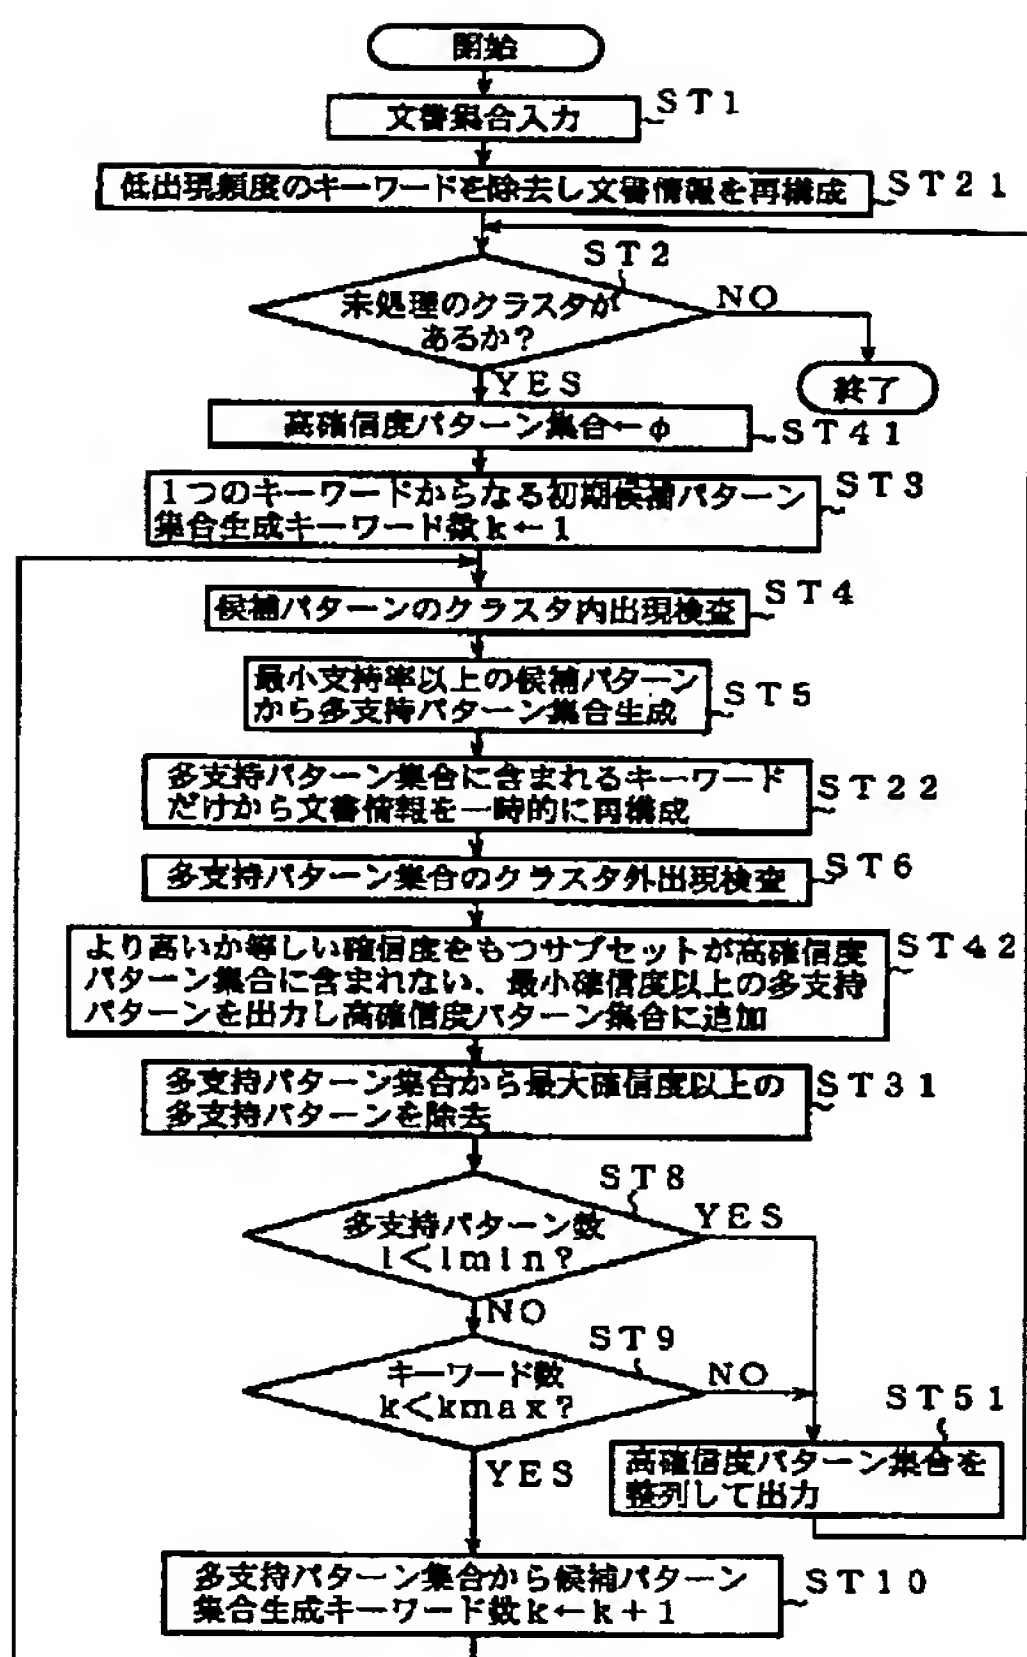 開始
文書集合入力
ST1
低出現頻度のキーワードを除去し文書情報を再構成
ST21
ST2
未処理のクラスタが
あるか?
NO
終了
YES
高確信度パターン集合←φ
ST41
1つのキーワードからなる初期候補パターン
集合生成キーワード数k←1
ST3
候補パターンのクラスタ内出現検査
ST4
最小支持率以上の候補パターン
から多支持パターン集合生成
ST5
多支持パターン集合に含まれるキーワード
だけから文書情報を一時的に再構成
ST22
多支持パターン集合のクラスタ外出現検査
ST6
より高いか等しい確信度をもつサブセットが高確信度
パターン集合に含まれない、最小確信度以上の多支持
パターンを出力し高確信度パターン集合に追加
ST42
多支持パターン集合から最大確信度以上の
多支持パターンを除去
ST31
ST8
多支持パターン数
l<lmin?
YES
NO
ST9
キーワード数
k<kmax?
NO
YES
ST51
高確信度パターン集合を
整列して出力
多支持パターン集合から候補パターン
集合生成キーワード数k←k+1
ST10